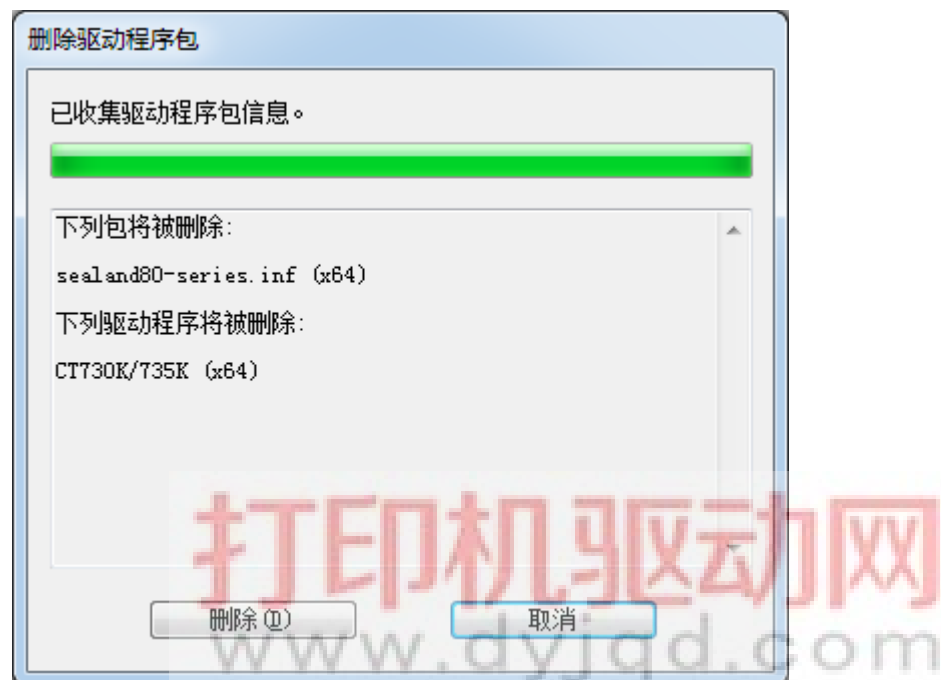 删除驱动程序包
已收集驱动程序包信息。
下列包将被删除:
sealand80-series.inf (x64)
下列驱动程序将被删除:
CT730K/735K (x64)
打印机驱动网
删除(D) 取消
www.dyjqd.com